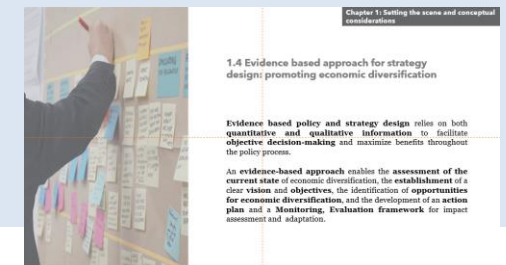 Chapter 1: Setting the scene and conceptual
considerations
1.4 Evidence based approach for strategy
design: promoting economic diversification
Evidence based policy and strategy design relies on both
quantitative and qualitative information to facilitate
objective decision-making and maximize benefits throughout
the policy process.
An evidence-based approach enables the assessment of the
current state of economic diversification, the establishment of a
clear vision and objectives, the identification of opportunities
for economic diversification, and the development of an action
plan and a Monitoring, Evaluation framework for impact
assessment and adaptation.